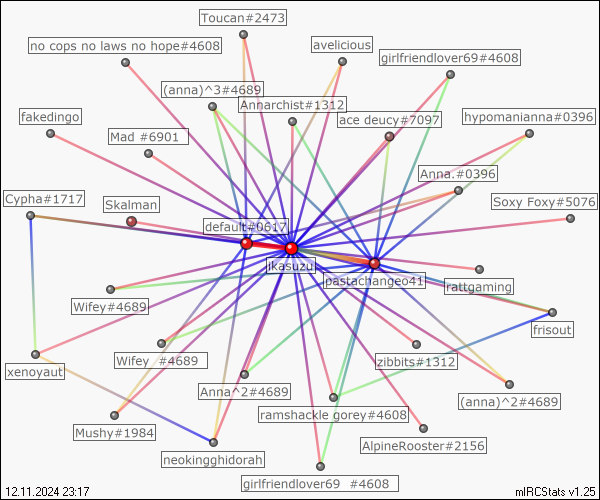 Toucan#2473
no cops no laws no hope#4608
avelicious
girlfriendlover69#4608
(anna)^3#4689
Annarchist#1312
fakedingo
ace deucy#7097
hypomanianna#0396
Mad #6901
Anna.#0396
Cypha#1717
Skalman
Soxy Foxy#5076
default#0617
jkasuzu
pastachangeo41
rattgaming
Wifey#4689
frisout
Wifey #4689
zibbits#1312
xenoyaut
Anna^2#4689
(anna)^2#4689
ramshackle gorey#4608
Mushy#1984
AlpineRooster#2156
neokingghidorah
girlfriendlover69 #4608
12.11.2024 23:17
mIRCStats v1.25